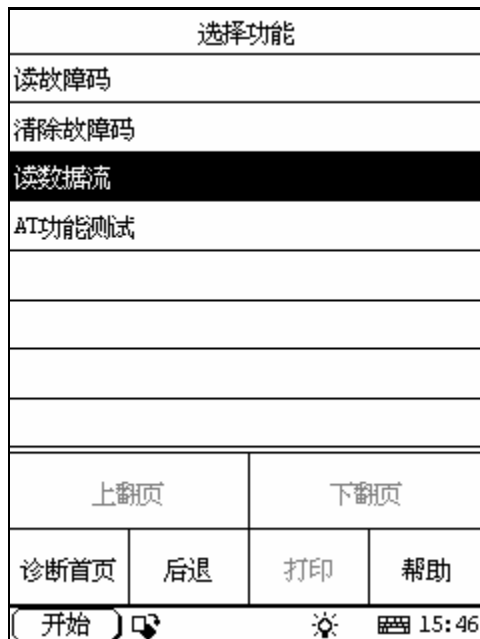 选择功能
读故障码
清除故障码
读数据流
AT功能测试
上翻页 下翻页
诊断首页 后退 打印 帮助
开始 15:46